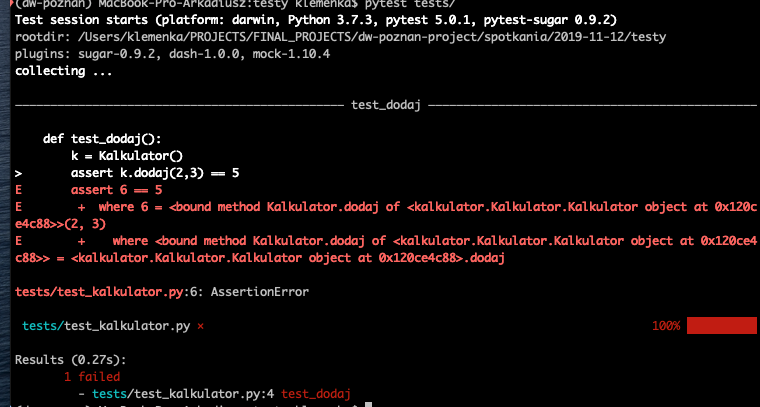 (dw-poznan) MacBook-Pro-Arkadiusz:testy klemenka$ pytest tests/
Test session starts (platform: darwin, Python 3.7.3, pytest 5.0.1, pytest-sugar 0.9.2)
rootdir: /Users/klemenka/PROJECTS/FINAL_PROJECTS/dw-poznan-project/spotkania/2019-11-12/testy
plugins: sugar-0.9.2, dash-1.0.0, mock-1.10.4
collecting ...
test_dodaj
def test_dodaj():
k = Kalkulator()
> assert k.dodaj(2,3) == 5
E assert 6 == 5
E + where 6 = <bound method Kalkulator.dodaj of <kalkulator.Kalkulator.Kalkulator object at 0x120c
e4c88>>(2, 3)
E + where <bound method Kalkulator.dodaj of <kalkulator.Kalkulator.Kalkulator object at 0x120ce4
c88>> = <kalkulator.Kalkulator.Kalkulator object at 0x120ce4c88>.dodaj
tests/test_kalkulator.py:6: AssertionError
tests/test_kalkulator.py ⨯ 100%
Results (0.27s):
1 failed
- tests/test_kalkulator.py:4 test_dodaj